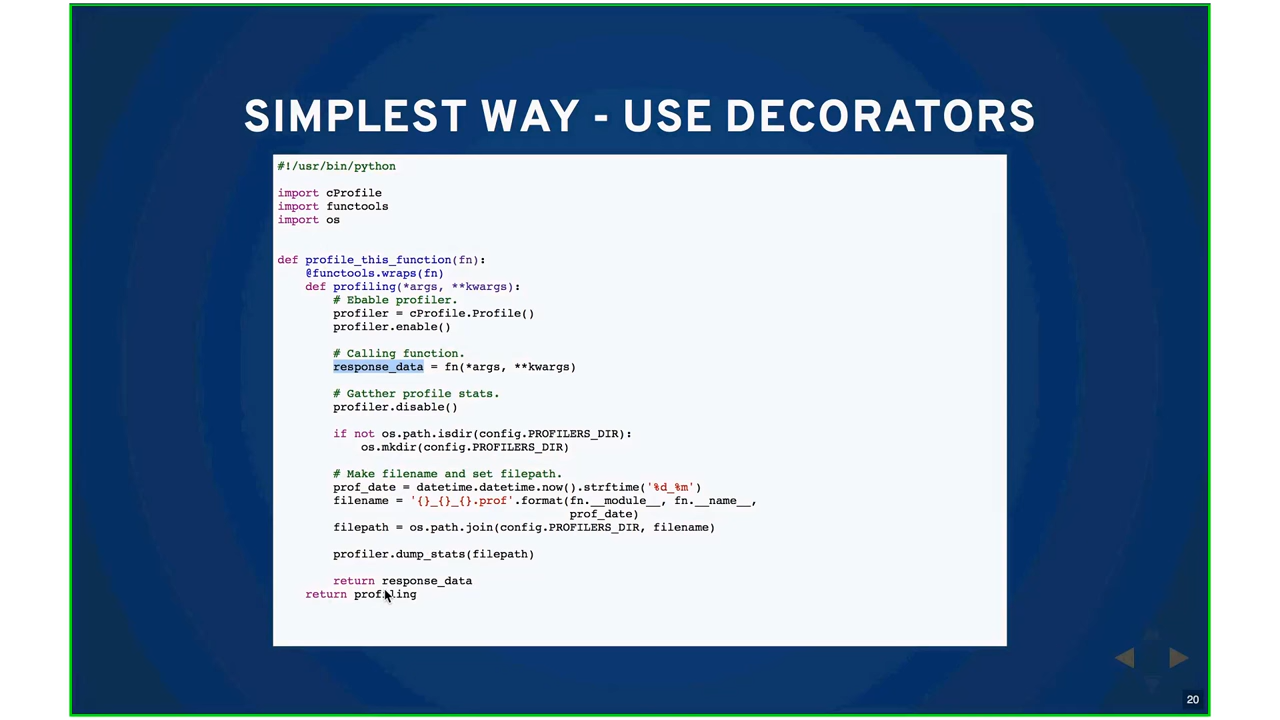 SIMPLEST WAY - USE DECORATORS
#!/usr/bin/python
import cProfile
import functools
import os
def profile_this_function(fn):
@functools.wraps(fn)
def profiling(*args, **kwargs):
# Ebable profiler.
profiler = cProfile.Profile()
profiler.enable()
# Calling function.
response_data = fn(*args, **kwargs)
# Gatther profile stats.
profiler.disable()
if not os.path.isdir(config.PROFILERS_DIR):
os.mkdir(config.PROFILERS_DIR)
# Make filename and set filepath.
prof_date = datetime.datetime.now().strftime('%d_%m')
filename = '{}_{}_{}.prof'.format(fn.__module__, fn.__name__,
prof_date)
filepath = os.path.join(config.PROFILERS_DIR, filename)
profiler.dump_stats(filepath)
return response_data
return profiling
20